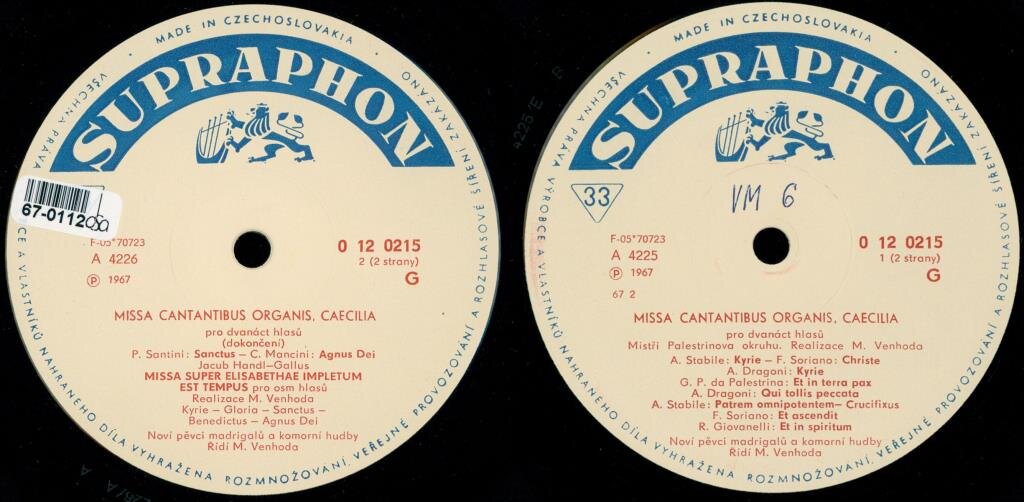 MADE IN CZECHOSLOVAKIA
SUPRAPHON
VŠECHNA PRÁVA
67-0112
F-05*70723
A 4226
℗ 1967
0 12 0215
2 (2 strany)
G
MISSA CANTANTIBUS ORGANIS, CAECILIA
pro dvanáct hlasů
(dokončení)
P. Santini: Sanctus – C. Mancini: Agnus Dei
Jacub Handl-Gallus
MISSA SUPER ELISABETHAE IMPLETUM
EST TEMPUS pro osm hlasů
Realizace M. Venhoda
Kyrie – Gloria – Sanctus –
Benedictus – Agnus Dei
Noví pěvci madrigalů a komorní hudby
Řídí M. Venhoda
CE A VLASTNÍKŮ NAHRANÉHO DÍLA VYHRAŽENA. ROZMNOŽOVÁNÍ, VEŘEJNÉ PROVOZOVÁNÍ A ROZHLASOVÉ ŠÍŘENÍ ZAKÁZÁNO
MADE IN CZECHOSLOVAKIA
SUPRAPHON
4225/E
33
VM 6
F-05*70723
A 4225
℗ 1967
67 2
0 12 0215
1 (2 strany)
G
MISSA CANTANTIBUS ORGANIS, CAECILIA
pro dvanáct hlasů
Mistři Palestrinova okruhu. Realizace M. Venhoda
A. Stabile: Kyrie – F. Soriano: Christe
A. Dragoni: Kyrie
G. P. da Palestrina: Et in terra pax
A. Dragoni: Qui tollis peccata
A. Stabile: Patrem omnipotentem – Crucifixus
F. Soriano: Et ascendit
R. Giovanelli: Et in spiritum
Noví pěvci madrigalů a komorní hudby
Řídí M. Venhoda
VŠECHNA PRÁVA VÝROBCE A VLASTNÍKŮ NAHRANÉHO DÍLA VYHRAŽENA. ROZMNOŽOVÁNÍ, VEŘEJNÉ PROVOZOVÁNÍ A ROZHLASOVÉ ŠÍŘENÍ ZAKÁZÁNO